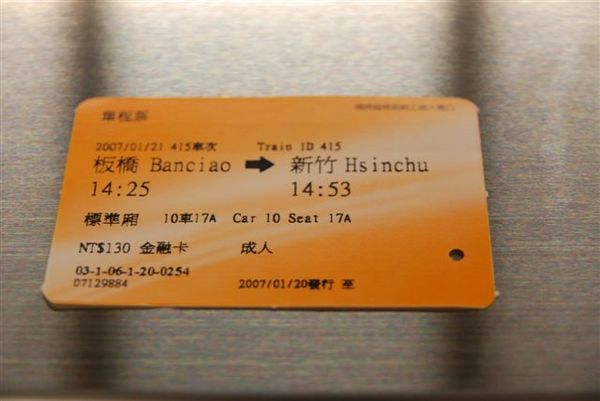 單程票
2007/01/21 415車次 Train ID 415
板橋 Banciao → 新竹 Hsinchu
14:25 14:53
標準廂 10車17A Car 10 Seat 17A
NT$130 金融卡 成人
03-1-06-1-20-0254
07129884 2007/01/20發行 至